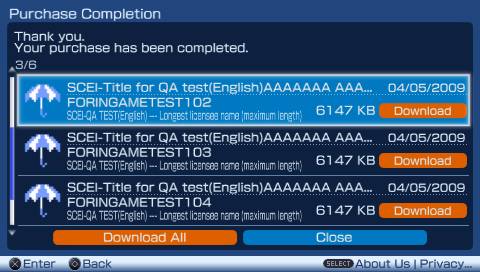 Purchase Completion
Thank you.
Your purchase has been completed.
3/6
SCEI-Title for QA test(English)AAAAAAA AAA... 04/05/2009
FORINGAMETEST102
SCEI-QA TEST(English) --- Longest licensee name (maximum length) 6147 KB Download
SCEI-Title for QA test(English)AAAAAAA AAA... 04/05/2009
FORINGAMETEST103
SCEI-QA TEST(English) --- Longest licensee name (maximum length) 6147 KB Download
SCEI-Title for QA test(English)AAAAAAA AAA... 04/05/2009
FORINGAMETEST104
SCEI-QA TEST(English) --- Longest licensee name (maximum length) 6147 KB Download
Download All Close
Enter Back SELECT About Us | Privacy...